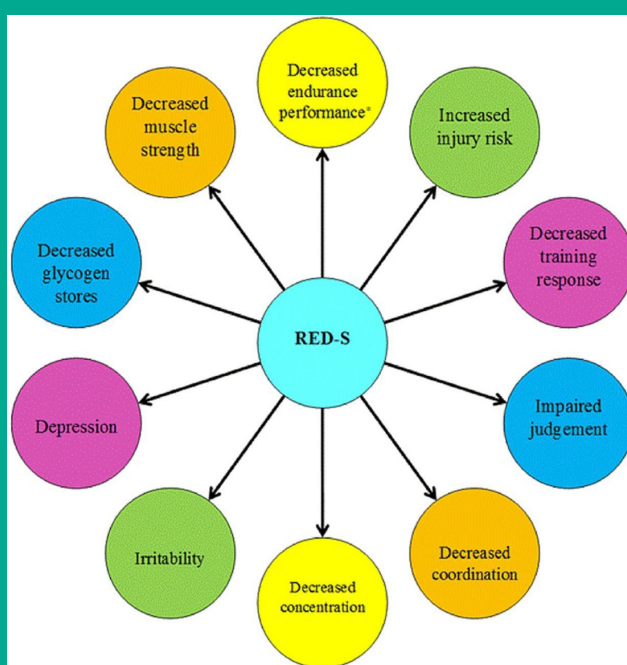 Decreased
endurance
performance*
Increased
injury risk
Decreased
training
response
Impaired
judgement
Decreased
coordination
Decreased
concentration
Irritability
Depression
Decreased
glycogen
stores
Decreased
muscle
strength
RED-S